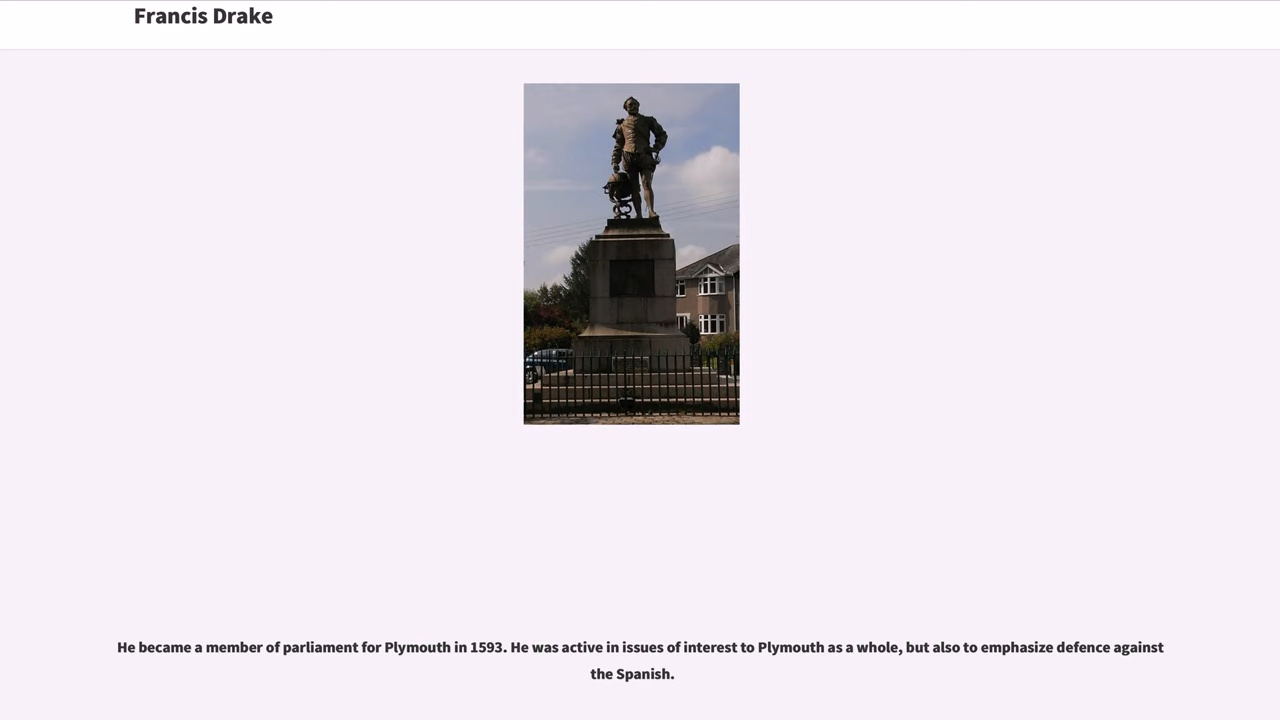 Francis Drake
He became a member of parliament for Plymouth in 1593. He was active in issues of interest to Plymouth as a whole, but also to emphasize defence against
the Spanish.